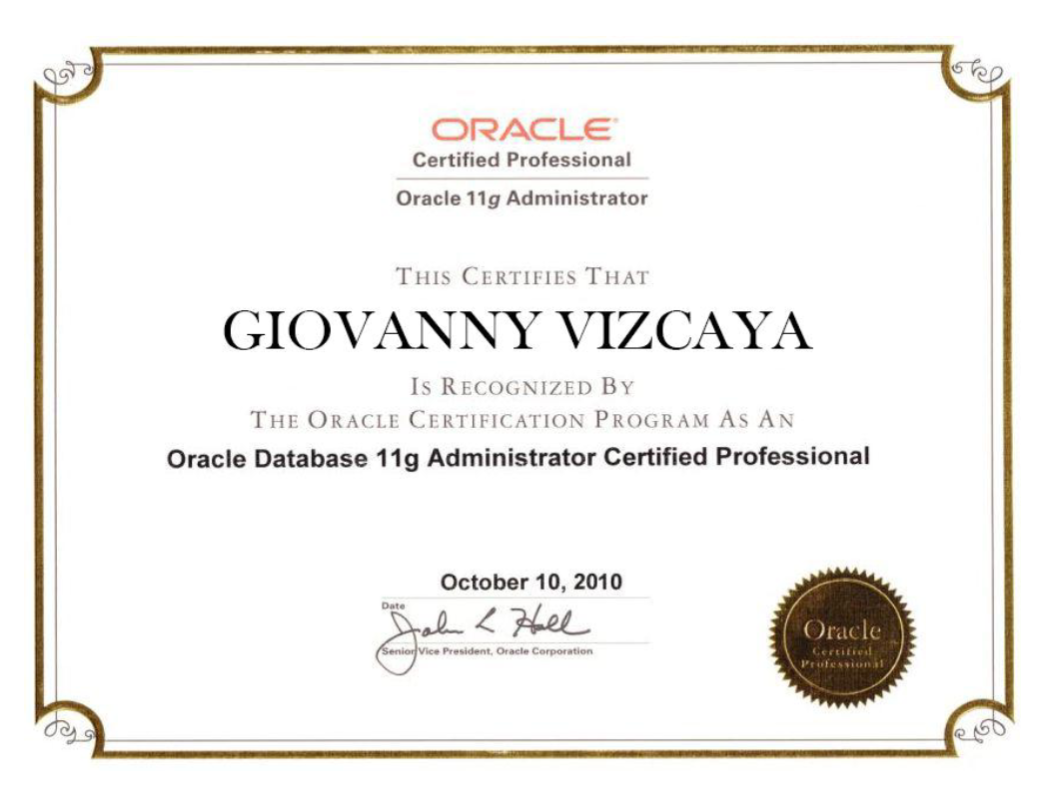 ORACLE
Certified Professional
Oracle 11g Administrator
THIS CERTIFIES THAT
GIOVANNY VIZCAYA
IS RECOGNIZED BY
THE ORACLE CERTIFICATION PROGRAM AS AN
Oracle Database 11g Administrator Certified Professional
October 10, 2010
Date
John L Hall
Senior Vice President, Oracle Corporation
Oracle
Certified
Professional